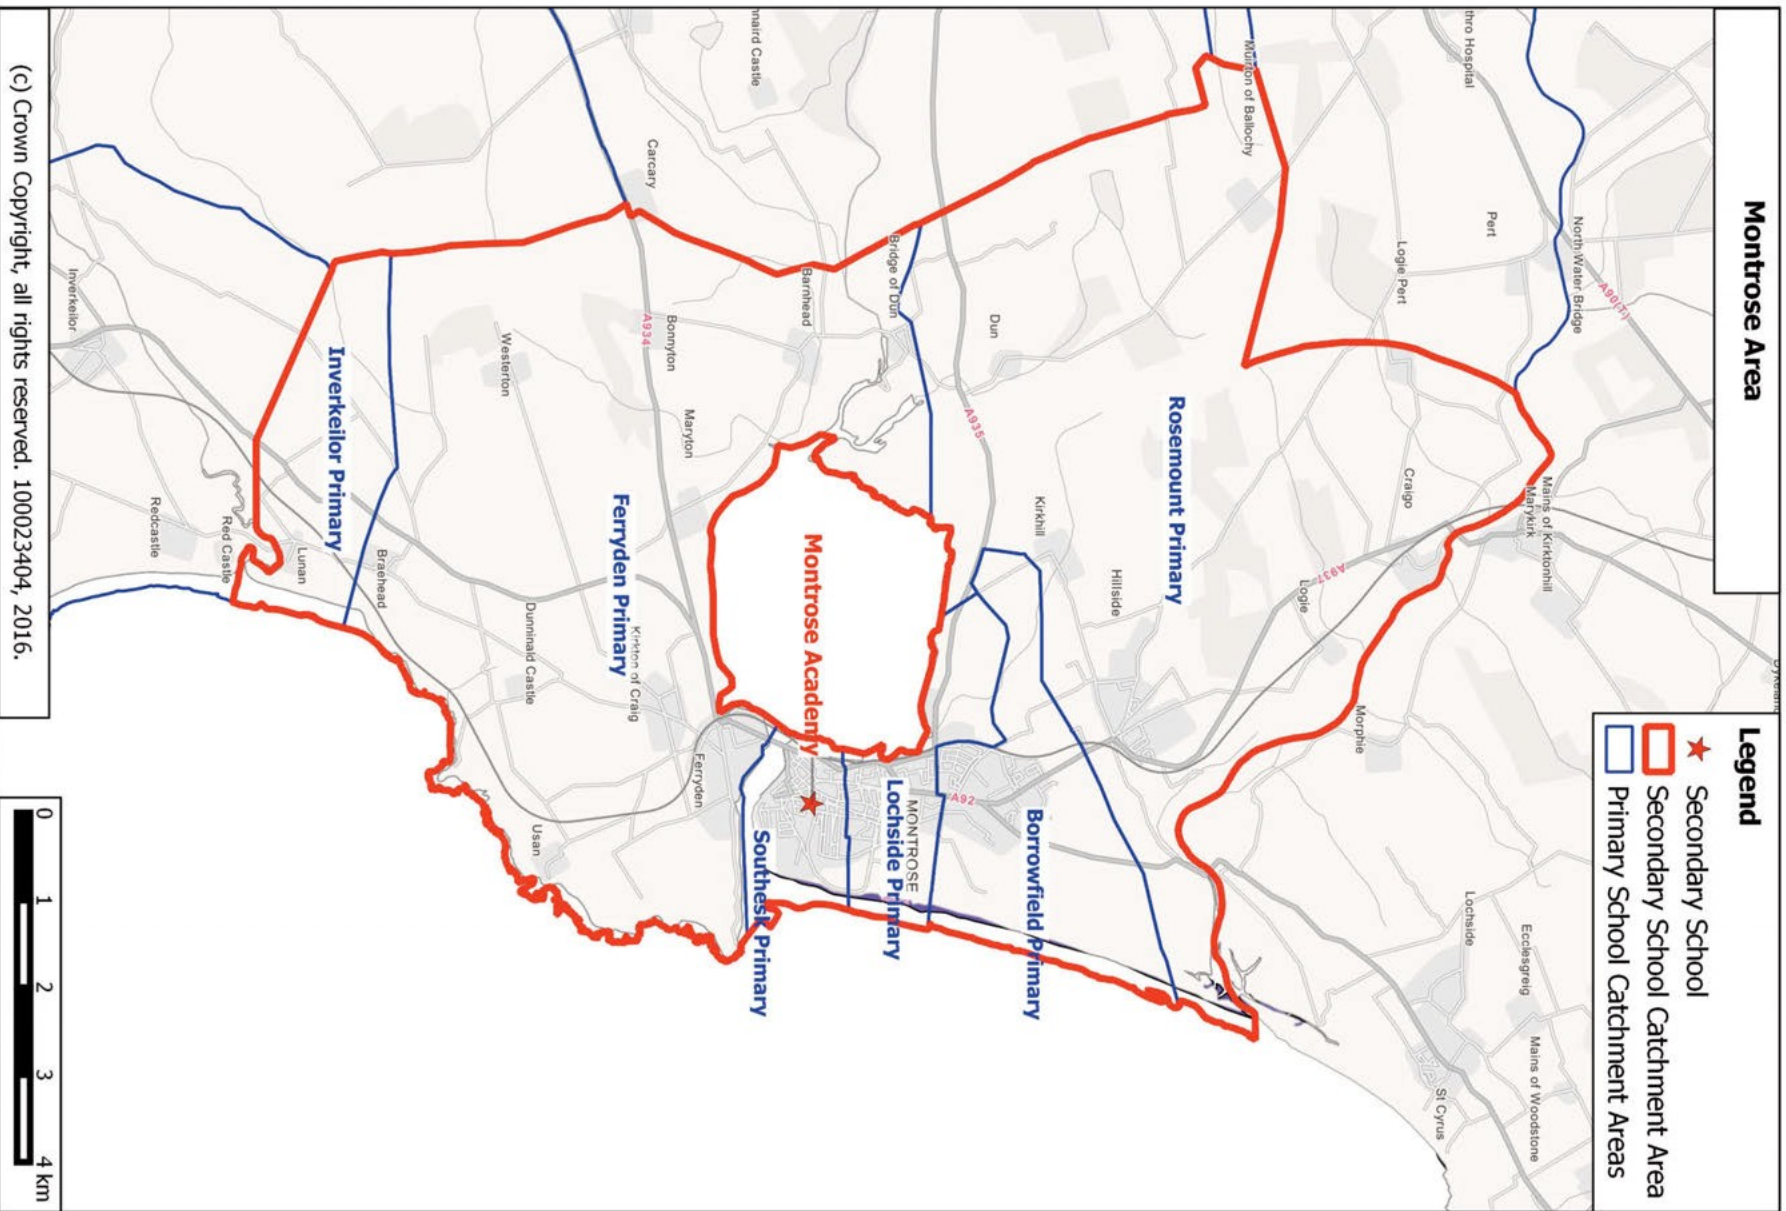 Montrose Area
Legend
Secondary School
Secondary School Catchment Area
Primary School Catchment Areas
A90(T)
North Water Bridge
Mains of Kirktonhill
Marykirk
Ecclesgreig
Mains of Woodstone
Pert
thro Hospital
Lochside
St Cyrus
Logie Pert
Craigo
Morphie
A937
Logie
Muirton of Ballochy
Rosemount Primary
Hillside
Kirkhill
Borrowfield Primary
Dun
A935
A92
MONTROSE
Bridge of Dun
Lochside Primary
Barnhead
Montrose Academy
naird Castle
Southesk Primary
Maryton
Ferryden
Bonnyton
Carcary
A934
Kirkton of Craig
Ferryden Primary
Westerton
Dunninald Castle
Usan
Braehead
Inverkeilor Primary
Lunan
Red Castle
Redcastle
Inverkeilor
(c) Crown Copyright, all rights reserved. 100023404, 2016.
0 1 2 3 4 km